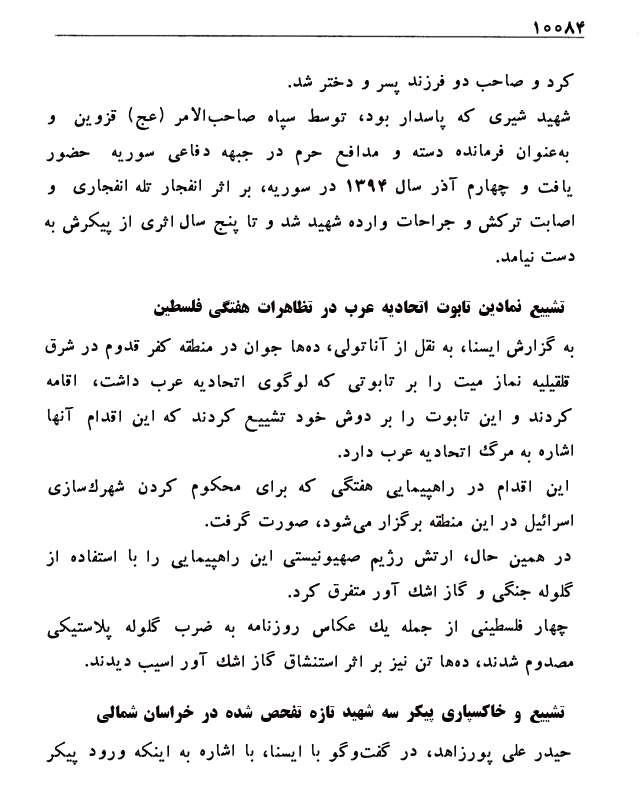 ۱۰۰۸۴
کرد و صاحب دو فرزند پسر و دختر شد.
شهید شیری که پاسدار بود، توسط سپاه صاحب‌الامر (عج) قزوین و
به‌عنوان فرمانده دسته و مدافع حرم در جبهه دفاعی سوریه حضور
یافت و چهارم آذر سال ۱۳۹۴ در سوریه، بر اثر انفجار تله انفجاری و
اصابت ترکش و جراحات وارده شهید شد و تا پنج سال اثری از پیکرش به
دست نیامد.
تشییع نمادین تابوت اتحادیه عرب در تظاهرات هفتگی فلسطین
به گزارش ایسنا، به نقل از آناتولی، ده‌ها جوان در منطقه کفر قدوم در شرق
قلقیلیه نماز میت را بر تابوتی که لوگوی اتحادیه عرب داشت، اقامه
کردند و این تابوت را بر دوش خود تشییع کردند که این اقدام آنها
اشاره به مرگ اتحادیه عرب دارد.
این اقدام در راهپیمایی هفتگی که برای محکوم کردن شهرك‌سازی
اسرائیل در این منطقه برگزار می‌شود، صورت گرفت.
در همین حال، ارتش رژیم صهیونیستی این راهپیمایی را با استفاده از
گلوله جنگی و گاز اشك آور متفرق کرد.
چهار فلسطینی از جمله یك عکاس روزنامه به ضرب گلوله پلاستیکی
مصدوم شدند، ده‌ها تن نیز بر اثر استنشاق گاز اشك آور آسیب دیدند.
تشییع و خاکسپاری پیکر سه شهید تازه تفحص شده در خراسان شمالی
حیدر علی پورزاهد، در گفت‌وگو با ایسنا، با اشاره به اینکه ورود پیکر